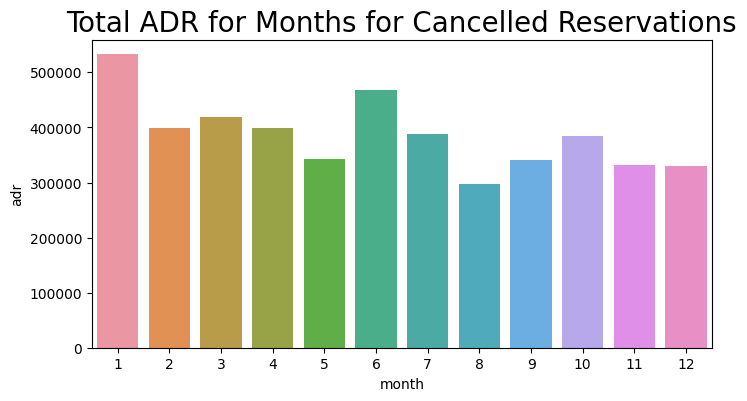 Total ADR for Months for Cancelled Reservations
500000
400000
300000
200000
100000
0
adr
1 2 3 4 5 6 7 8 9 10 11 12
month